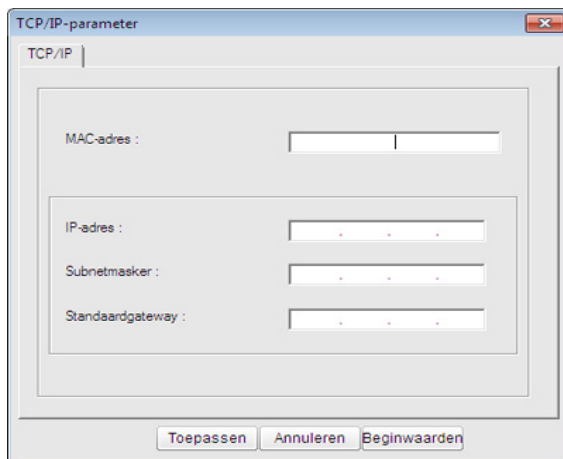 TCP/IP-parameter
TCP/IP
MAC-adres :
IP-adres :
Subnetmasker :
Standaardgateway :
Toepassen Annuleren Beginwaarden